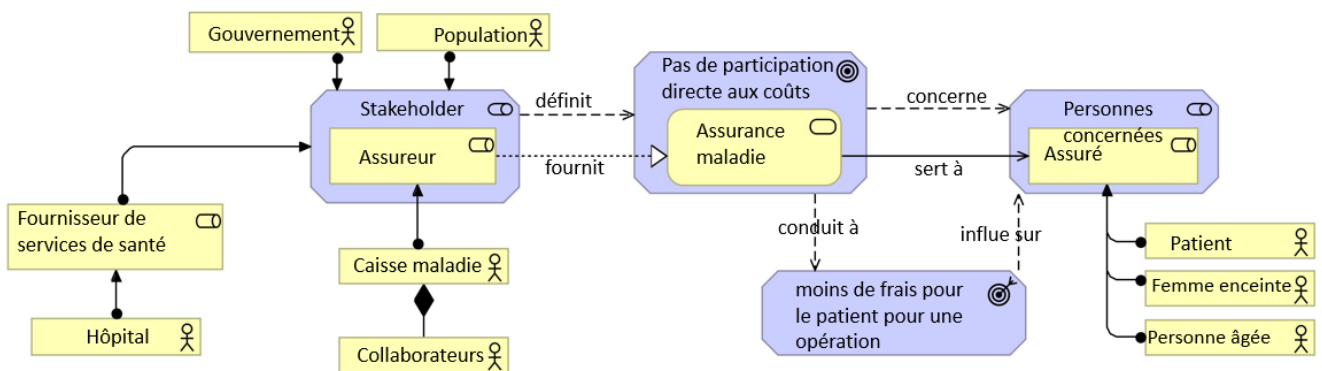 Gouvernement
Population
Stakeholder
Assureur
définit
fournit
Pas de participation
directe aux coûts
Assurance
maladie
concerne
sert à
Personnes
concernées
Assuré
Fournisseur de
services de santé
Hôpital
Caisse maladie
Collaborateurs
conduit à
influe sur
moins de frais pour
le patient pour une
opération
Patient
Femme enceinte
Personne âgée